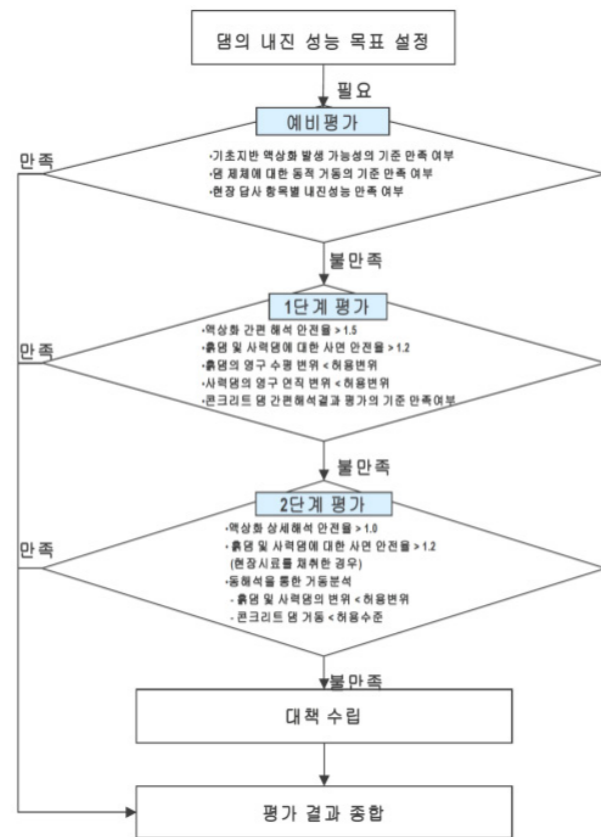 댐의 내진 성능 목표 설정
필요
예비평가
만족
•기초지반 액상화 발생 가능성의 기준 만족 여부
•댐 제체에 대한 동적 거동의 기준 만족 여부
•현장 답사 항목별 내진성능 만족 여부
불만족
1단계 평가
만족
•액상화 간편 해석 안전율 > 1.5
•흙댐 및 사력댐에 대한 사면 안전율 > 1.2
•흙댐의 영구 수평 변위 < 허용변위
•사력댐의 영구 연직 변위 < 허용변위
•콘크리트 댐 간편해석결과 평가의 기준 만족여부
불만족
2단계 평가
만족
•액상화 상세해석 안전율 > 1.0
•흙댐 및 사력댐에 대한 사면 안전율 > 1.2
(현장시료를 채취한 경우)
•동해석을 통한 거동분석
- 흙댐 및 사력댐의 변위 < 허용변위
- 콘크리트 댐 거동 < 허용수준
불만족
대책 수립
평가 결과 종합